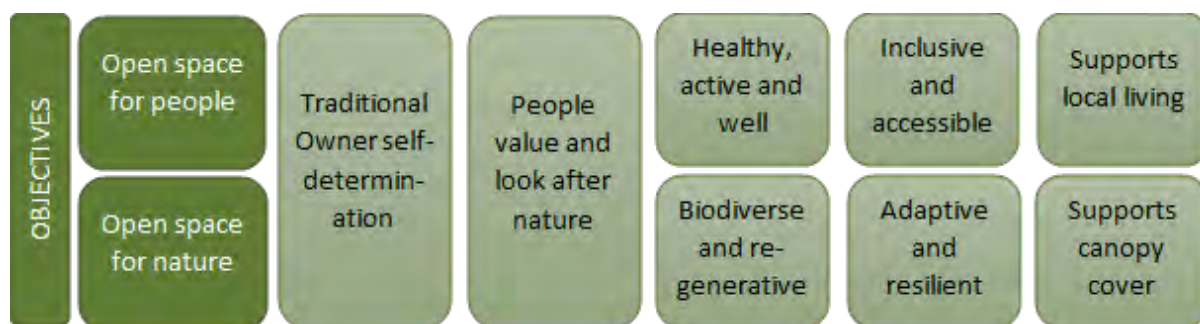 OBJECTIVES
Open space
for people
Open space
for nature
Traditional
Owner self-
determin-
ation
People
value and
look after
nature
Healthy,
active and
well
Biodiverse
and re-
generative
Inclusive
and
accessible
Adaptive
and
resilient
Supports
local living
Supports
canopy
cover